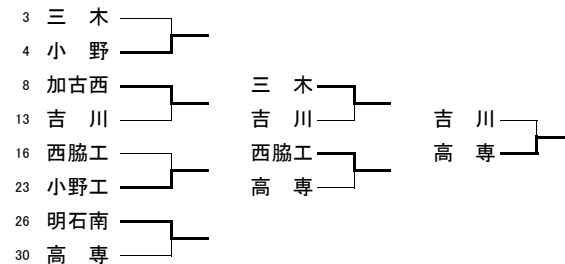 3 三 木
4 小 野
8 加古西 三 木
13 吉 川 吉 川 吉 川
16 西脇工 西脇工 高 専
23 小野工 高 専
26 明石南
30 高 専